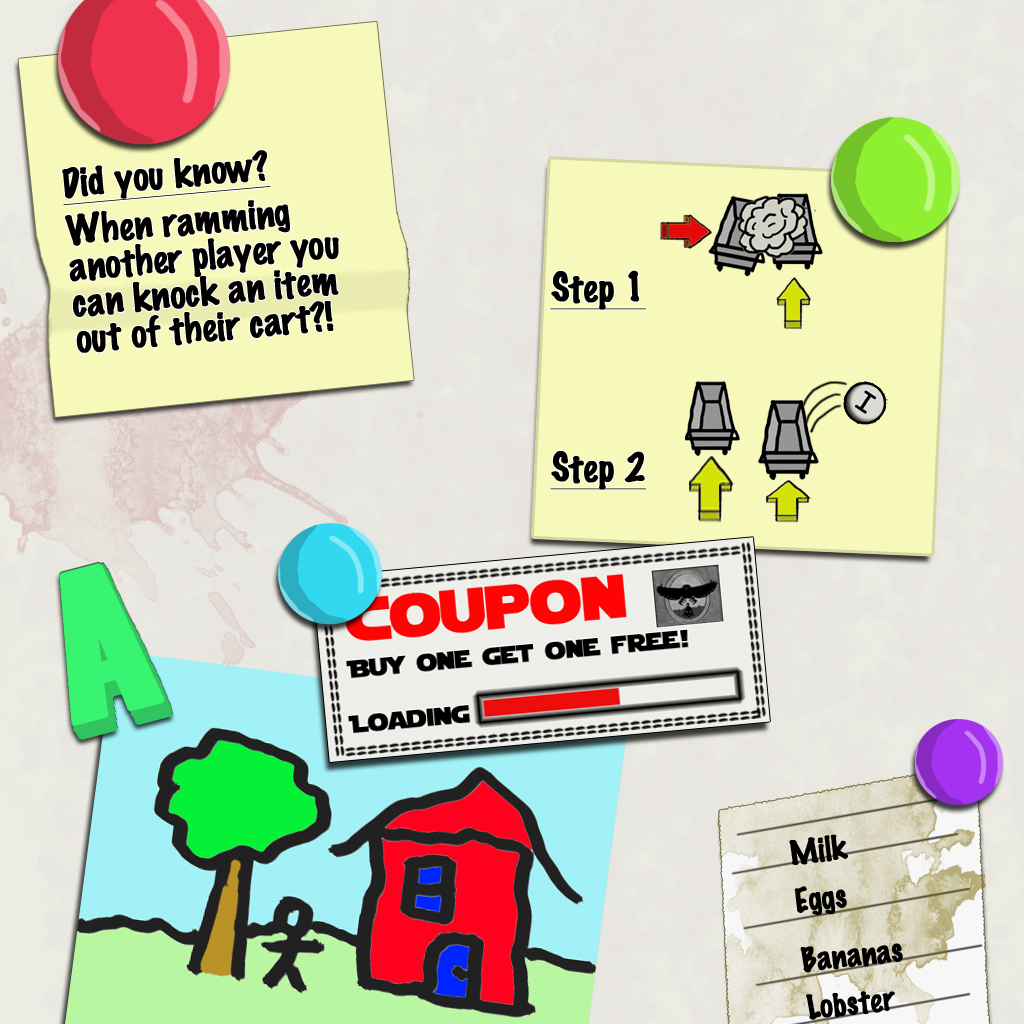 Did you know?
When ramming
another player you
can knock an item
out of their cart?!
Step 1
I
Step 2
COUPON
BUY ONE GET ONE FREE!
LOADING
A
Milk
Eggs
Bananas
Lobster